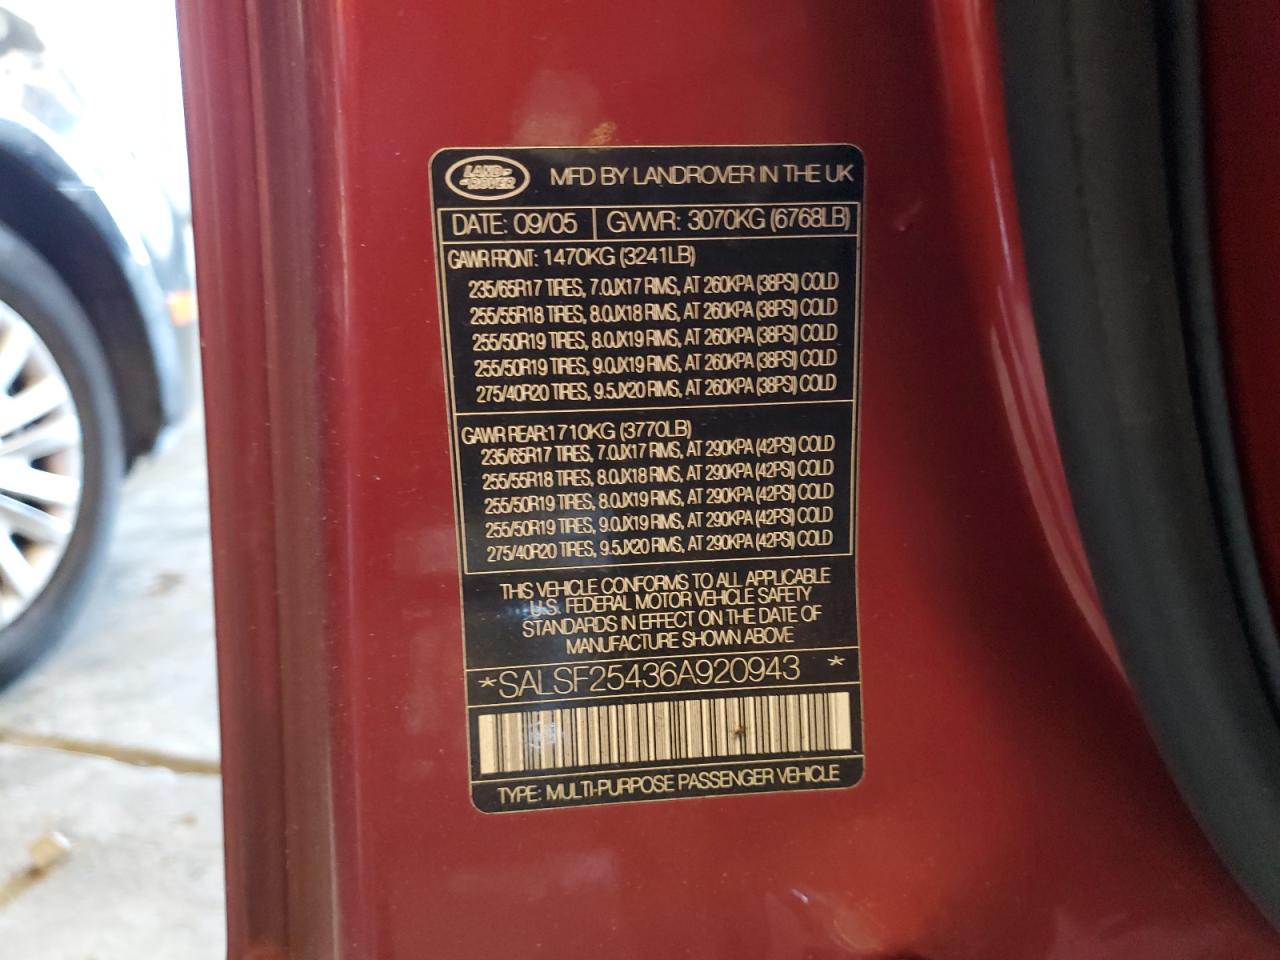 LAND-
-ROVER
MFD BY LANDROVER IN THE UK
DATE: 09/05 GVWR: 3070KG (6768LB)
GAWR FRONT: 1470KG (3241LB)
235/65R17 TIRES, 7.0JX17 RIMS, AT 260KPA (38PSI) COLD
255/55R18 TIRES, 8.0JX18 RIMS, AT 260KPA (38PSI) COLD
255/50R19 TIRES, 8.0JX19 RIMS, AT 260KPA (38PSI) COLD
255/50R19 TIRES, 9.0JX19 RIMS, AT 260KPA (38PSI) COLD
275/40R20 TIRES, 9.5JX20 RIMS, AT 260KPA (38PSI) COLD
GAWR REAR:1710KG (3770LB)
235/65R17 TIRES, 7.0JX17 RIMS, AT 290KPA (42PSI) COLD
255/55R18 TIRES, 8.0JX18 RIMS, AT 290KPA (42PSI) COLD
255/50R19 TIRES, 8.0JX19 RIMS, AT 290KPA (42PSI) COLD
255/50R19 TIRES, 9.0JX19 RIMS, AT 290KPA (42PSI) COLD
275/40R20 TIRES, 9.5JX20 RIMS, AT 290KPA (42PSI) COLD
THIS VEHICLE CONFORMS TO ALL APPLICABLE
U.S. FEDERAL MOTOR VEHICLE SAFETY
STANDARDS IN EFFECT ON THE DATE OF
MANUFACTURE SHOWN ABOVE
*SALSF25436A920943 *
TYPE: MULTI-PURPOSE PASSENGER VEHICLE